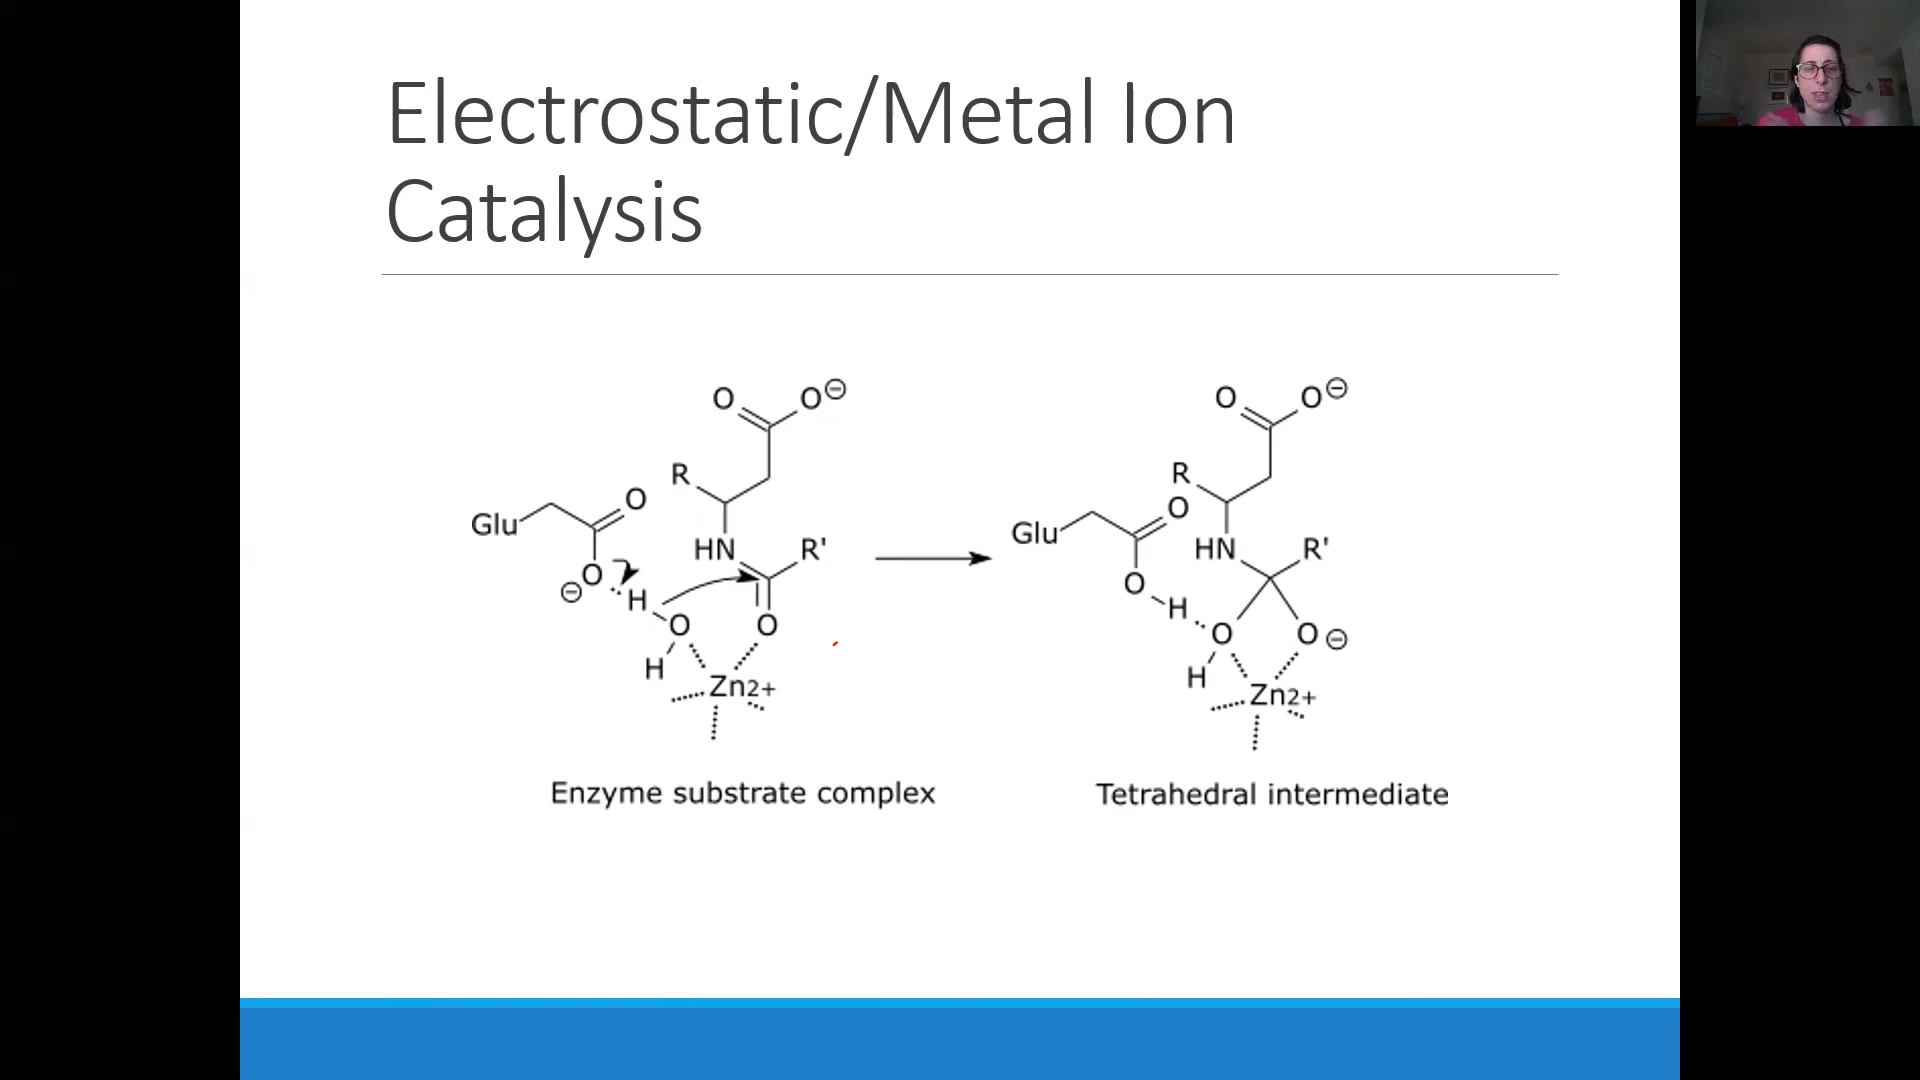 Electrostatic/Metal Ion
Catalysis
O O⊖
R
Glu O
HN R'
O
⊖ H
O O
H
Zn2+
Enzyme substrate complex
O O⊖
R
O
Glu
HN R'
O
H
O O⊖
H
Zn2+
Tetrahedral intermediate